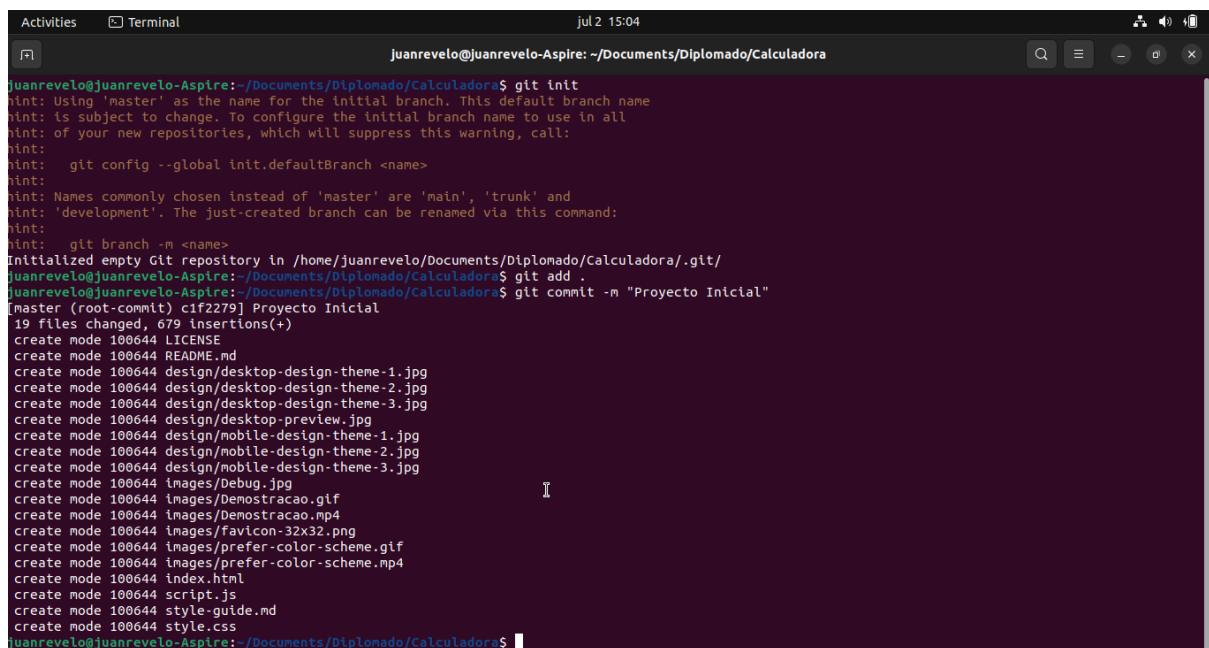 Activities Terminal jul 2 15:04
juanrevelo@juanrevelo-Aspire: ~/Documents/Diplomado/Calculadora
juanrevelo@juanrevelo-Aspire:~/Documents/Diplomado/Calculadora$ git init
hint: Using 'master' as the name for the initial branch. This default branch name
hint: is subject to change. To configure the initial branch name to use in all
hint: of your new repositories, which will suppress this warning, call:
hint:
hint:   git config --global init.defaultBranch <name>
hint:
hint: Names commonly chosen instead of 'master' are 'main', 'trunk' and
hint: 'development'. The just-created branch can be renamed via this command:
hint:
hint:   git branch -m <name>
Initialized empty Git repository in /home/juanrevelo/Documents/Diplomado/Calculadora/.git/
juanrevelo@juanrevelo-Aspire:~/Documents/Diplomado/Calculadora$ git add .
juanrevelo@juanrevelo-Aspire:~/Documents/Diplomado/Calculadora$ git commit -m "Proyecto Inicial"
[master (root-commit) c1f2279] Proyecto Inicial
 19 files changed, 679 insertions(+)
 create mode 100644 LICENSE
 create mode 100644 README.md
 create mode 100644 design/desktop-design-theme-1.jpg
 create mode 100644 design/desktop-design-theme-2.jpg
 create mode 100644 design/desktop-design-theme-3.jpg
 create mode 100644 design/desktop-preview.jpg
 create mode 100644 design/mobile-design-theme-1.jpg
 create mode 100644 design/mobile-design-theme-2.jpg
 create mode 100644 design/mobile-design-theme-3.jpg
 create mode 100644 images/Debug.jpg
 create mode 100644 images/Demostracao.gif
 create mode 100644 images/Demostracao.mp4
 create mode 100644 images/favicon-32x32.png
 create mode 100644 images/prefer-color-scheme.gif
 create mode 100644 images/prefer-color-scheme.mp4
 create mode 100644 index.html
 create mode 100644 script.js
 create mode 100644 style-guide.md
 create mode 100644 style.css
juanrevelo@juanrevelo-Aspire:~/Documents/Diplomado/Calculadora$